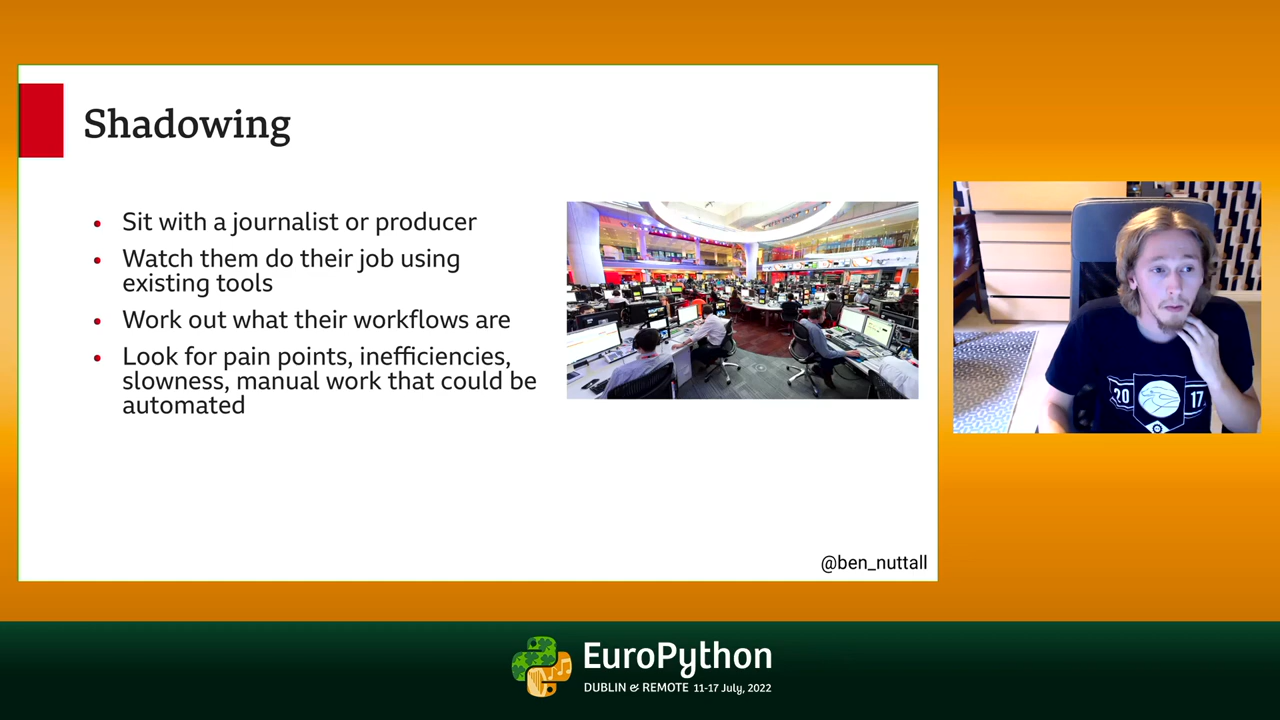 Shadowing
• Sit with a journalist or producer
• Watch them do their job using
existing tools
• Work out what their workflows are
• Look for pain points, inefficiencies,
slowness, manual work that could be
automated
@ben_nuttall
20 17
EuroPython
DUBLIN & REMOTE 11-17 July, 2022